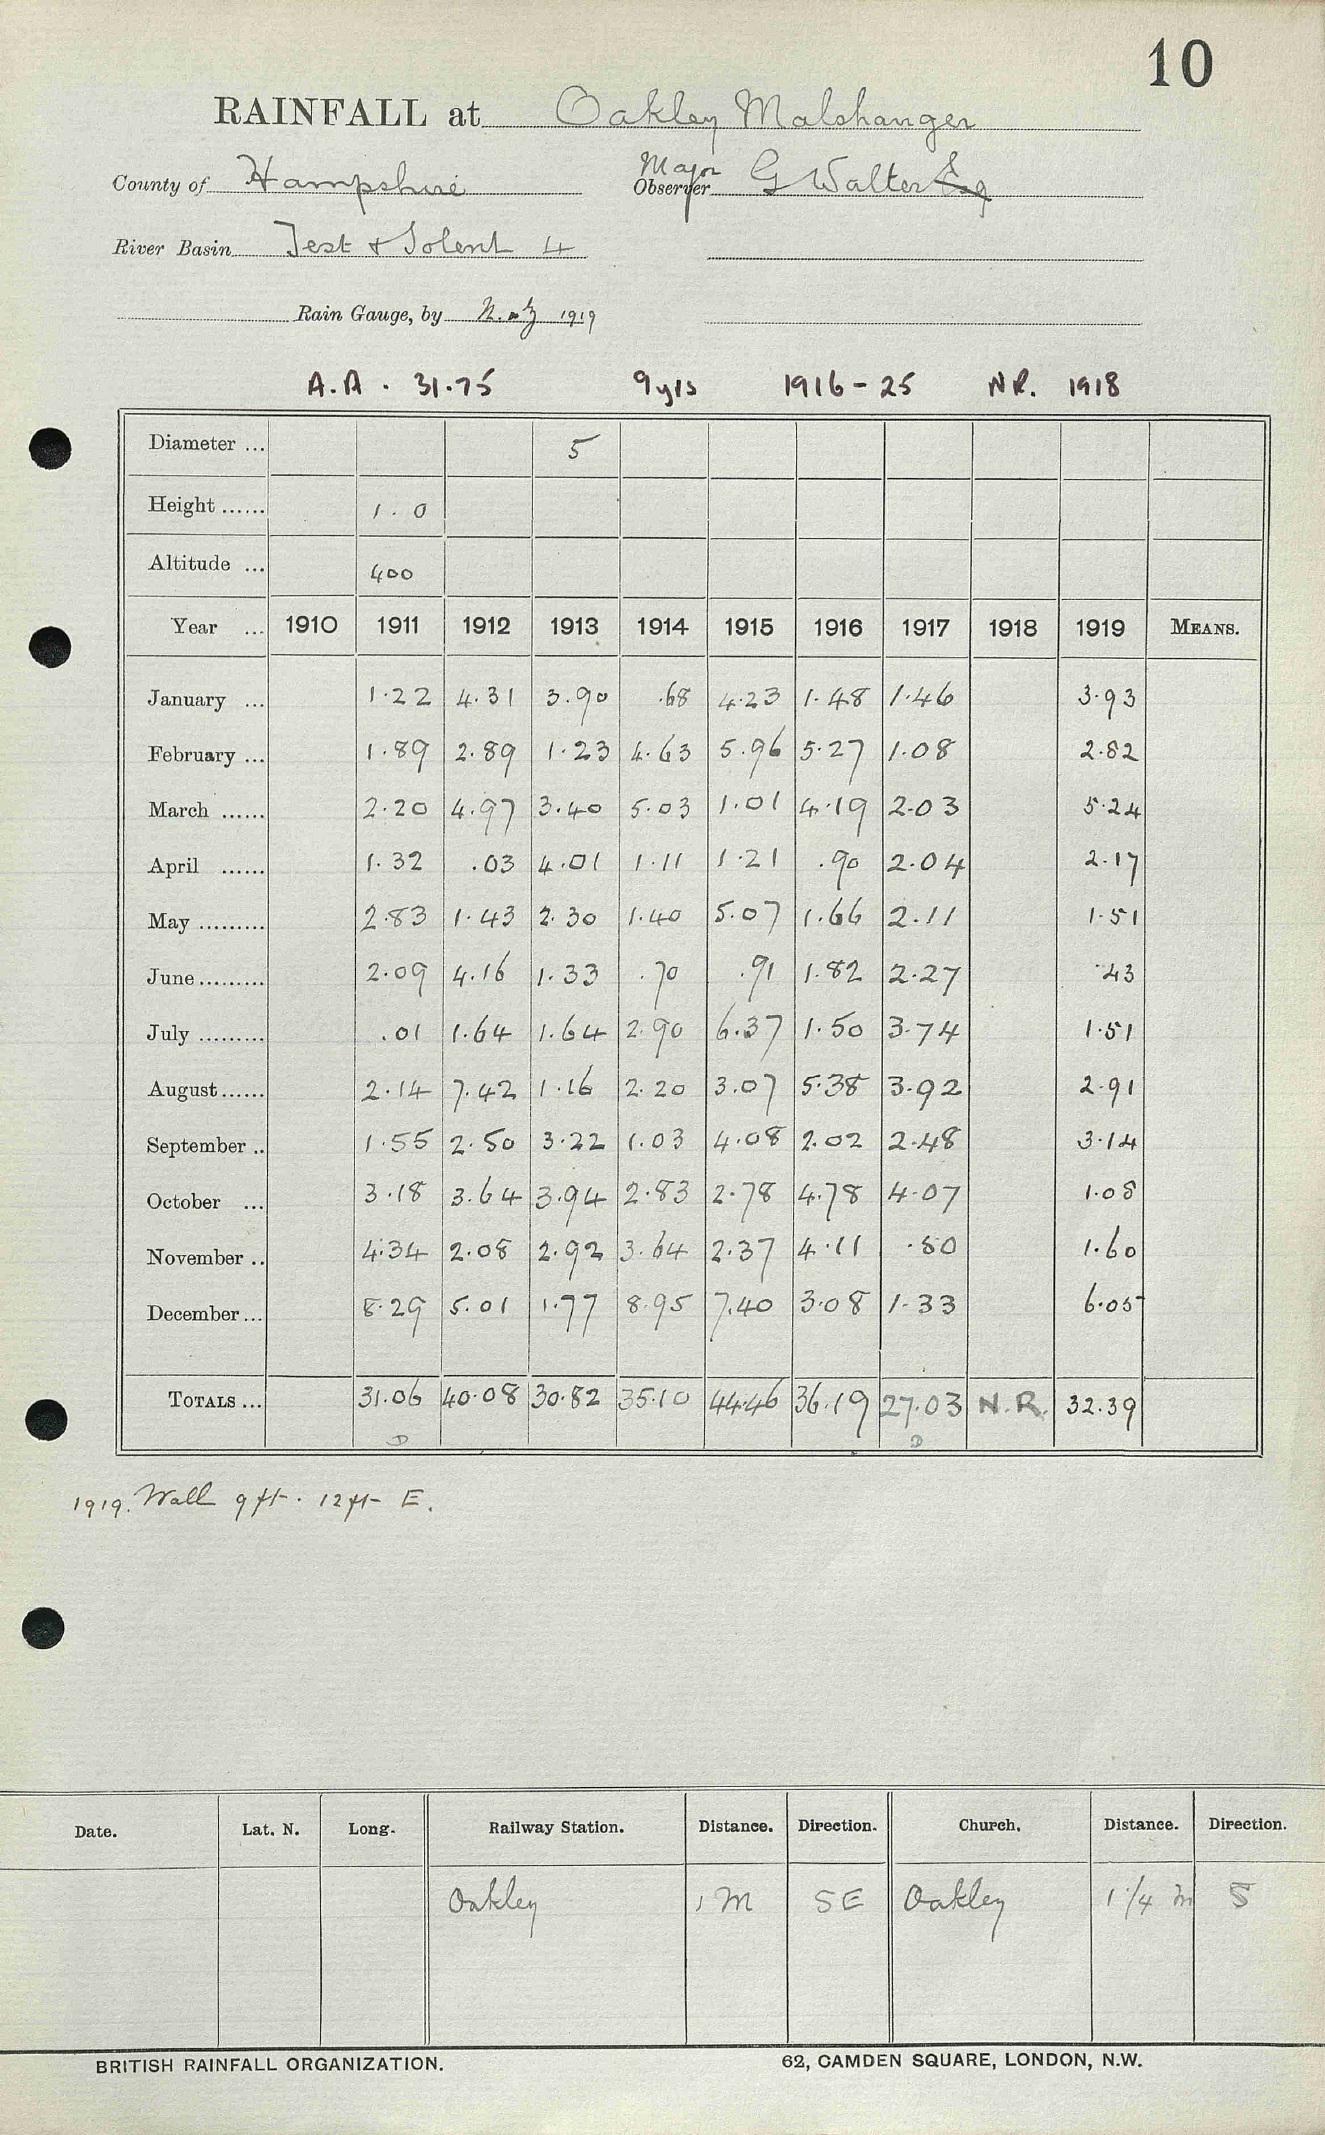 10
RAINFALL at Oakley Malshanger
County of Hampshire Major Observer G Walter Esq
River Basin Test & Solent 4
Rain Gauge, by N. & Z 1919
A.A. 31.75 9yrs 1916-25 NR. 1918
Diameter ... 5
Height ...... 1.0
Altitude ... 400
Year ... 1910 1911 1912 1913 1914 1915 1916 1917 1918 1919 MEANS.
January ... 1.22 4.31 3.90 .68 4.23 1.48 1.46 3.93
February ... 1.89 2.89 1.23 4.63 5.96 5.27 1.08 2.82
March ...... 2.20 4.97 3.40 5.03 1.01 4.19 2.03 5.24
April ...... 1.32 .03 4.01 1.11 1.21 .90 2.04 2.17
May ......... 2.83 1.43 2.30 1.40 5.07 1.66 2.11 1.51
June ......... 2.09 4.16 1.33 .70 .91 1.82 2.27 .43
July ......... .01 1.64 1.64 2.90 6.37 1.50 3.74 1.51
August ...... 2.14 7.42 1.16 2.20 3.07 5.38 3.92 2.91
September .. 1.55 2.50 3.22 1.03 4.08 2.02 2.48 3.14
October ... 3.18 3.64 3.94 2.83 2.78 4.78 4.07 1.08
November .. 4.34 2.08 2.92 3.64 2.37 4.11 .80 1.60
December ... 8.29 5.01 1.77 8.95 7.40 3.08 1.33 6.05
TOTALS ... 31.06 40.08 30.82 35.10 44.46 36.19 27.03 N.R. 32.39
D D
1919. Wall 9ft. 12ft E.
Date. Lat. N. Long. Railway Station. Distance. Direction. Church. Distance. Direction.
Oakley 1 M SE Oakley 1 1/4 m S
BRITISH RAINFALL ORGANIZATION. 62, CAMDEN SQUARE, LONDON, N.W.